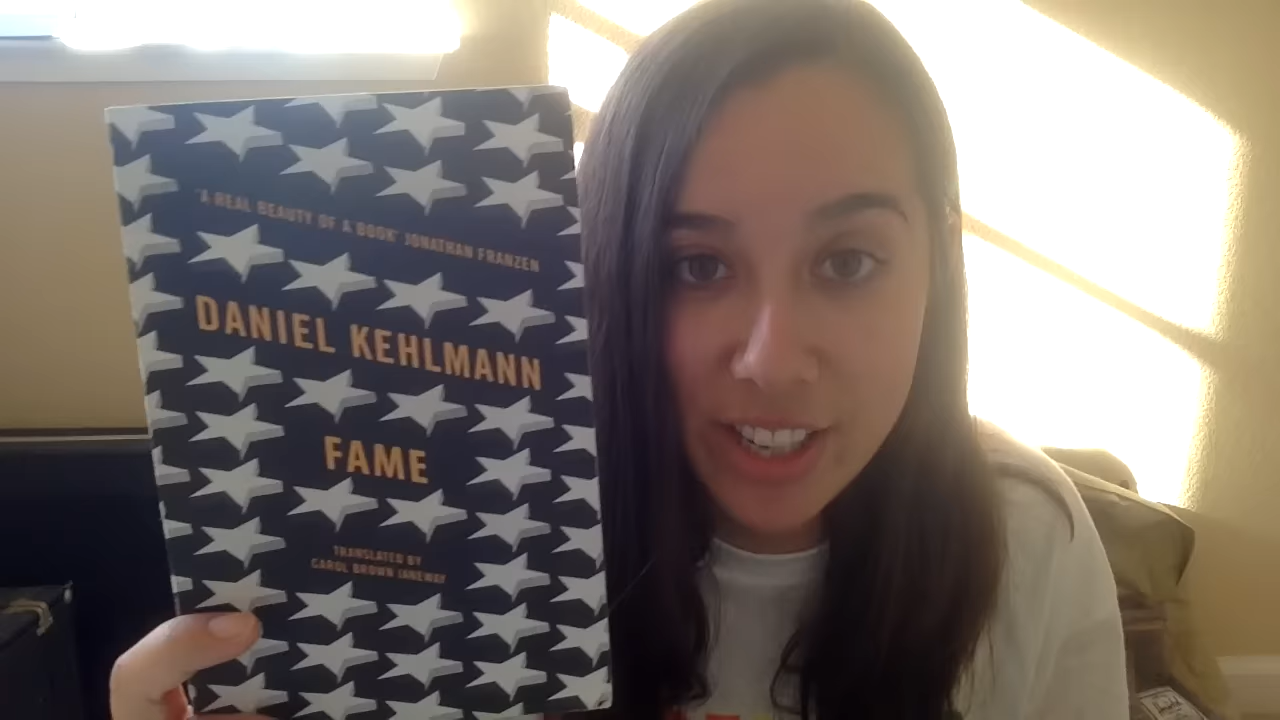 "A REAL BEAUTY OF A BOOK" JONATHAN FRANZEN
DANIEL KEHLMANN
FAME
TRANSLATED BY
CAROL BROWN JANEWAY